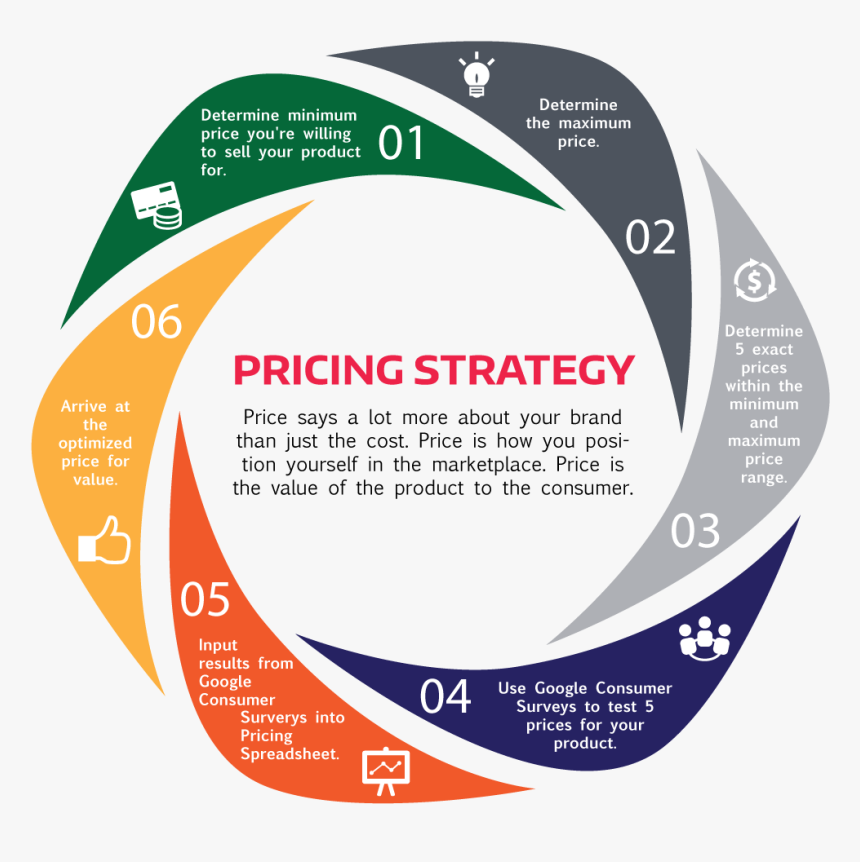 PRICING STRATEGY
Price says a lot more about your brand
than just the cost. Price is how you posi-
tion yourself in the marketplace. Price is
the value of the product to the consumer.
01
Determine minimum
price you're willing
to sell your product
for.
02
Determine
the maximum
price.
03
Determine
5 exact
prices
within the
minimum
and
maximum
price
range.
04
Use Google Consumer
Surveys to test 5
prices for your
product.
05
Input
results from
Google
Consumer
Surverys into
Pricing
Spreadsheet.
06
Arrive at
the
optimized
price for
value.
$